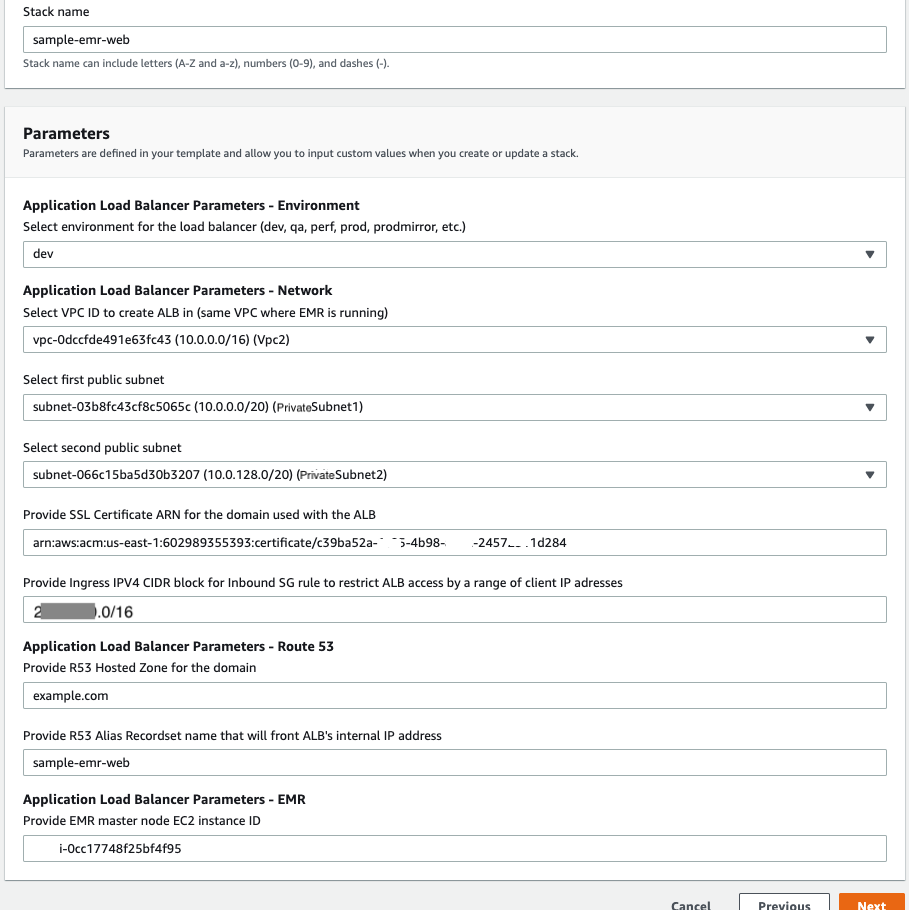 Stack name
sample-emr-web
Stack name can include letters (A-Z and a-z), numbers (0-9), and dashes (-).
Parameters
Parameters are defined in your template and allow you to input custom values when you create or update a stack.
Application Load Balancer Parameters - Environment
Select environment for the load balancer (dev, qa, perf, prod, prodmirror, etc.)
dev
Application Load Balancer Parameters - Network
Select VPC ID to create ALB in (same VPC where EMR is running)
vpc-0dccfde491e63fc43 (10.0.0.0/16) (Vpc2)
Select first public subnet
subnet-03b8fc43cf8c5065c (10.0.0.0/20) (PrivateSubnet1)
Select second public subnet
subnet-066c15ba5d30b3207 (10.0.128.0/20) (PrivateSubnet2)
Provide SSL Certificate ARN for the domain used with the ALB
arn:aws:acm:us-east-1:602989355393:certificate/c39ba52a- 5-4b98- -2457 1d284
Provide Ingress IPV4 CIDR block for Inbound SG rule to restrict ALB access by a range of client IP adresses
2 .0/16
Application Load Balancer Parameters - Route 53
Provide R53 Hosted Zone for the domain
example.com
Provide R53 Alias Recordset name that will front ALB's internal IP address
sample-emr-web
Application Load Balancer Parameters - EMR
Provide EMR master node EC2 instance ID
i-0cc17748f25bf4f95
Cancel Previous Next